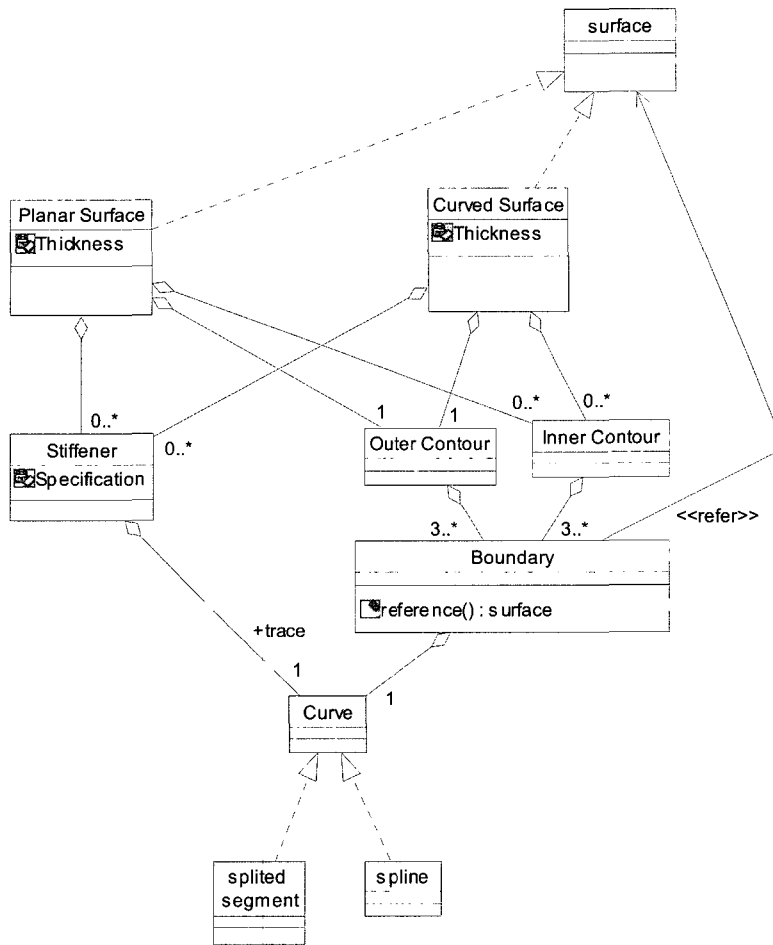 surface
Planar Surface
Thickness
Curved Surface
Thickness
0..*
0..*
1
1
0..*
0..*
Stiffener
Specification
Outer Contour
Inner Contour
3..*
3..*
<<refer>>
Boundary
reference() : surface
+trace
1
1
Curve
splited
segment
spline